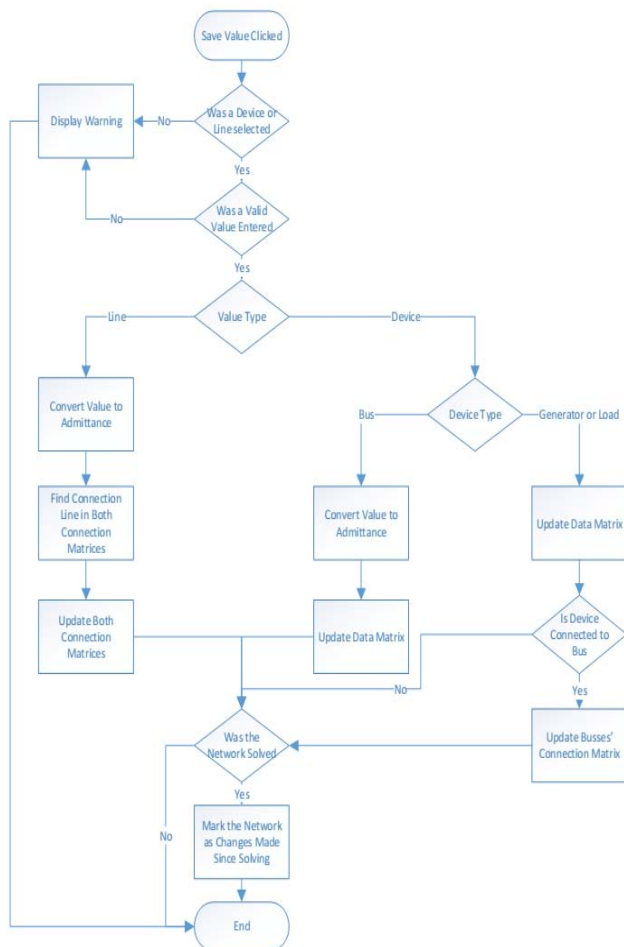 Save Value Clicked
Display Warning
No
Was a Device or
Line selected
Yes
No
Was a Valid
Value Entered
Yes
Line
Value Type
Device
Convert Value to
Admittance
Bus
Device Type
Generator or Load
Find Connection
Line in Both
Connection
Matrices
Convert Value to
Admittance
Update Data Matrix
Update Both
Connection
Matrices
Update Data Matrix
Is Device
Connected to
Bus
No
Yes
Was the
Network Solved
Update Busses'
Connection Matrix
Yes
No
Mark the Network
as Changes Made
Since Solving
End